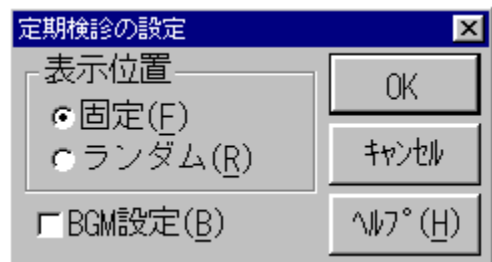 定期検診の設定
表示位置
固定(F)
ランダム(R)
BGM設定(B)
OK
ｷｬﾝｾﾙ
ﾍﾙﾌﾟ(H)